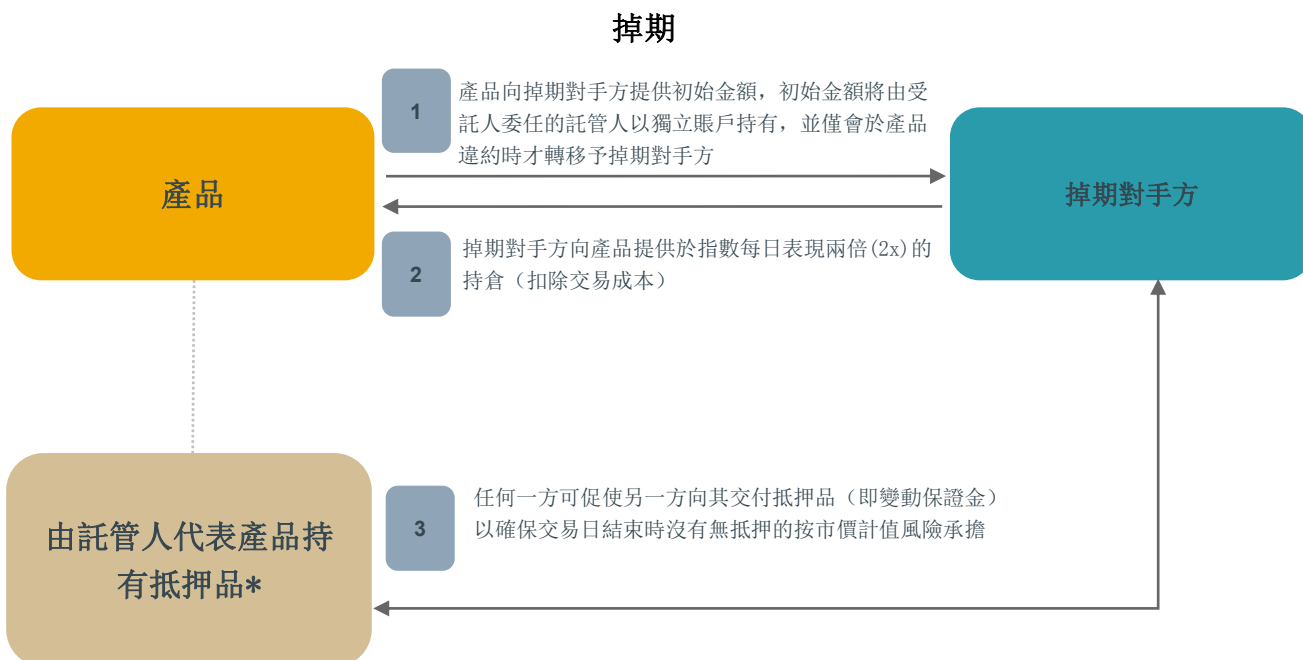 掉期
產品
1
產品向掉期對手方提供初始金額，初始金額將由受
託人委任的託管人以獨立賬戶持有，並僅會於產品
違約時才轉移予掉期對手方
掉期對手方
2
掉期對手方向產品提供於指數每日表現兩倍(2x)的
持倉（扣除交易成本）
由託管人代表產品持
有抵押品*
3
任何一方可促使另一方向其交付抵押品（即變動保證金）
以確保交易日結束時沒有無抵押的按市價計值風險承擔